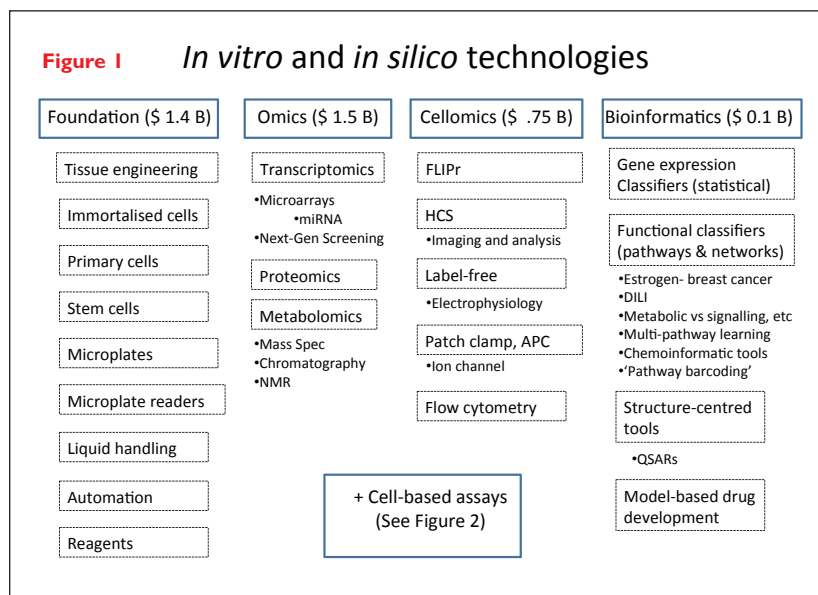 Figure 1
In vitro and in silico technologies
Foundation ($ 1.4 B)
Tissue engineering
Immortalised cells
Primary cells
Stem cells
Microplates
Microplate readers
Liquid handling
Automation
Reagents
Omics ($ 1.5 B)
Transcriptomics
•Microarrays
•miRNA
•Next-Gen Screening
Proteomics
Metabolomics
•Mass Spec
•Chromatography
•NMR
Cellomics ($ .75 B)
FLIPr
HCS
•Imaging and analysis
Label-free
•Electrophysiology
Patch clamp, APC
•Ion channel
Flow cytometry
+ Cell-based assays
(See Figure 2)
Bioinformatics ($ 0.1 B)
Gene expression
Classifiers (statistical)
Functional classifiers
(pathways & networks)
•Estrogen- breast cancer
•DILI
•Metabolic vs signalling, etc
•Multi-pathway learning
•Chemoinformatic tools
•‘Pathway barcoding’
Structure-centred
tools
•QSARs
Model-based drug
development